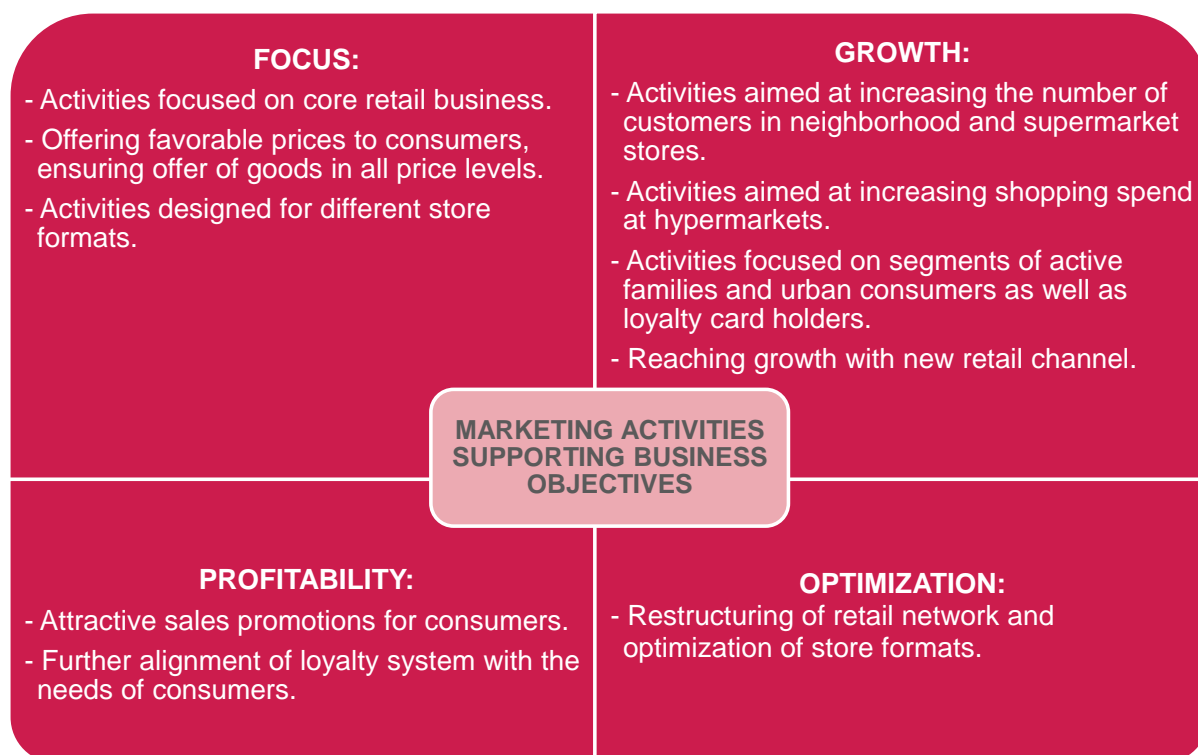 FOCUS:
- Activities focused on core retail business.
- Offering favorable prices to consumers,
ensuring offer of goods in all price levels.
- Activities designed for different store
formats.
GROWTH:
- Activities aimed at increasing the number of
customers in neighborhood and supermarket
stores.
- Activities aimed at increasing shopping spend
at hypermarkets.
- Activities focused on segments of active
families and urban consumers as well as
loyalty card holders.
- Reaching growth with new retail channel.
MARKETING ACTIVITIES
SUPPORTING BUSINESS
OBJECTIVES
PROFITABILITY:
- Attractive sales promotions for consumers.
- Further alignment of loyalty system with the
needs of consumers.
OPTIMIZATION:
- Restructuring of retail network and
optimization of store formats.